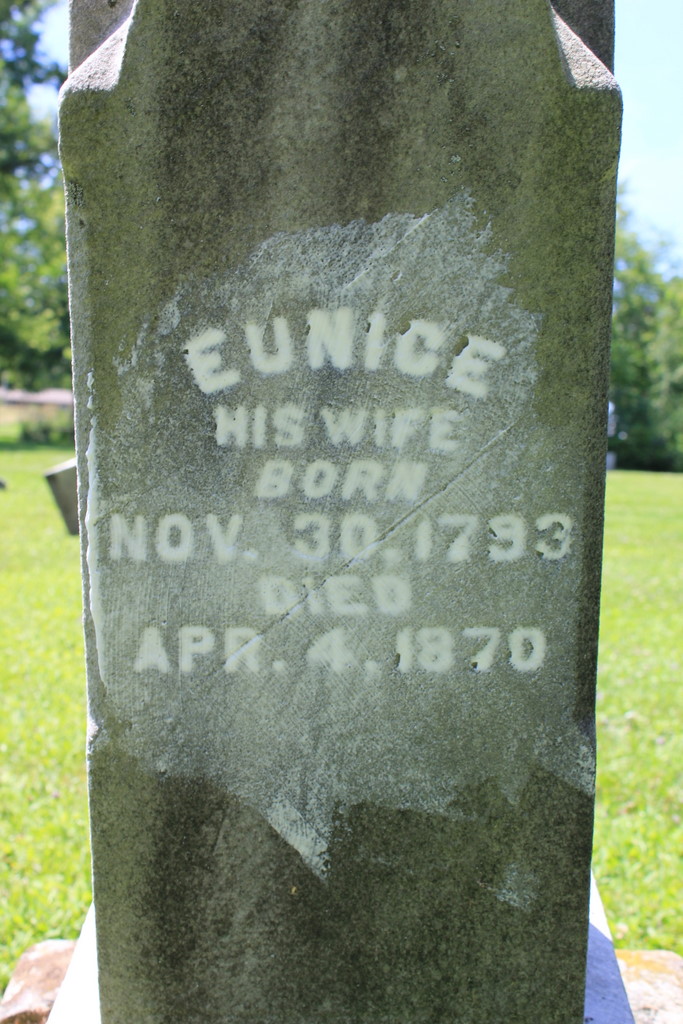 EUNICE
HIS WIFE
BORN
NOV. 30, 1793
DIED
APR. 4, 1870